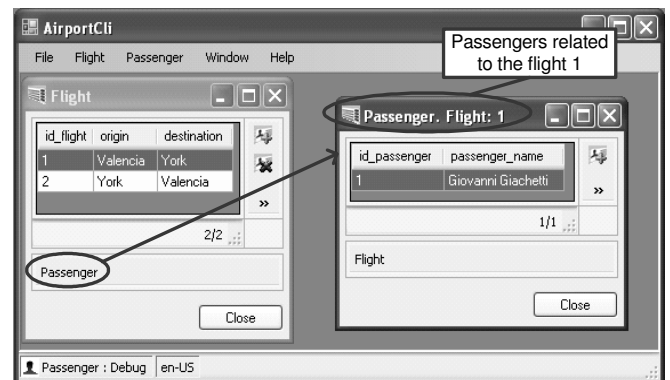 AirportCli
File Flight Passenger Window Help
Passengers related
to the flight 1
Flight
id_flight origin destination
1 Valencia York
2 York Valencia
»
2/2
Passenger
Close
Passenger. Flight: 1
id_passenger passenger_name
1 Giovanni Giachetti
»
1/1
Flight
Close
Passenger : Debug en-US